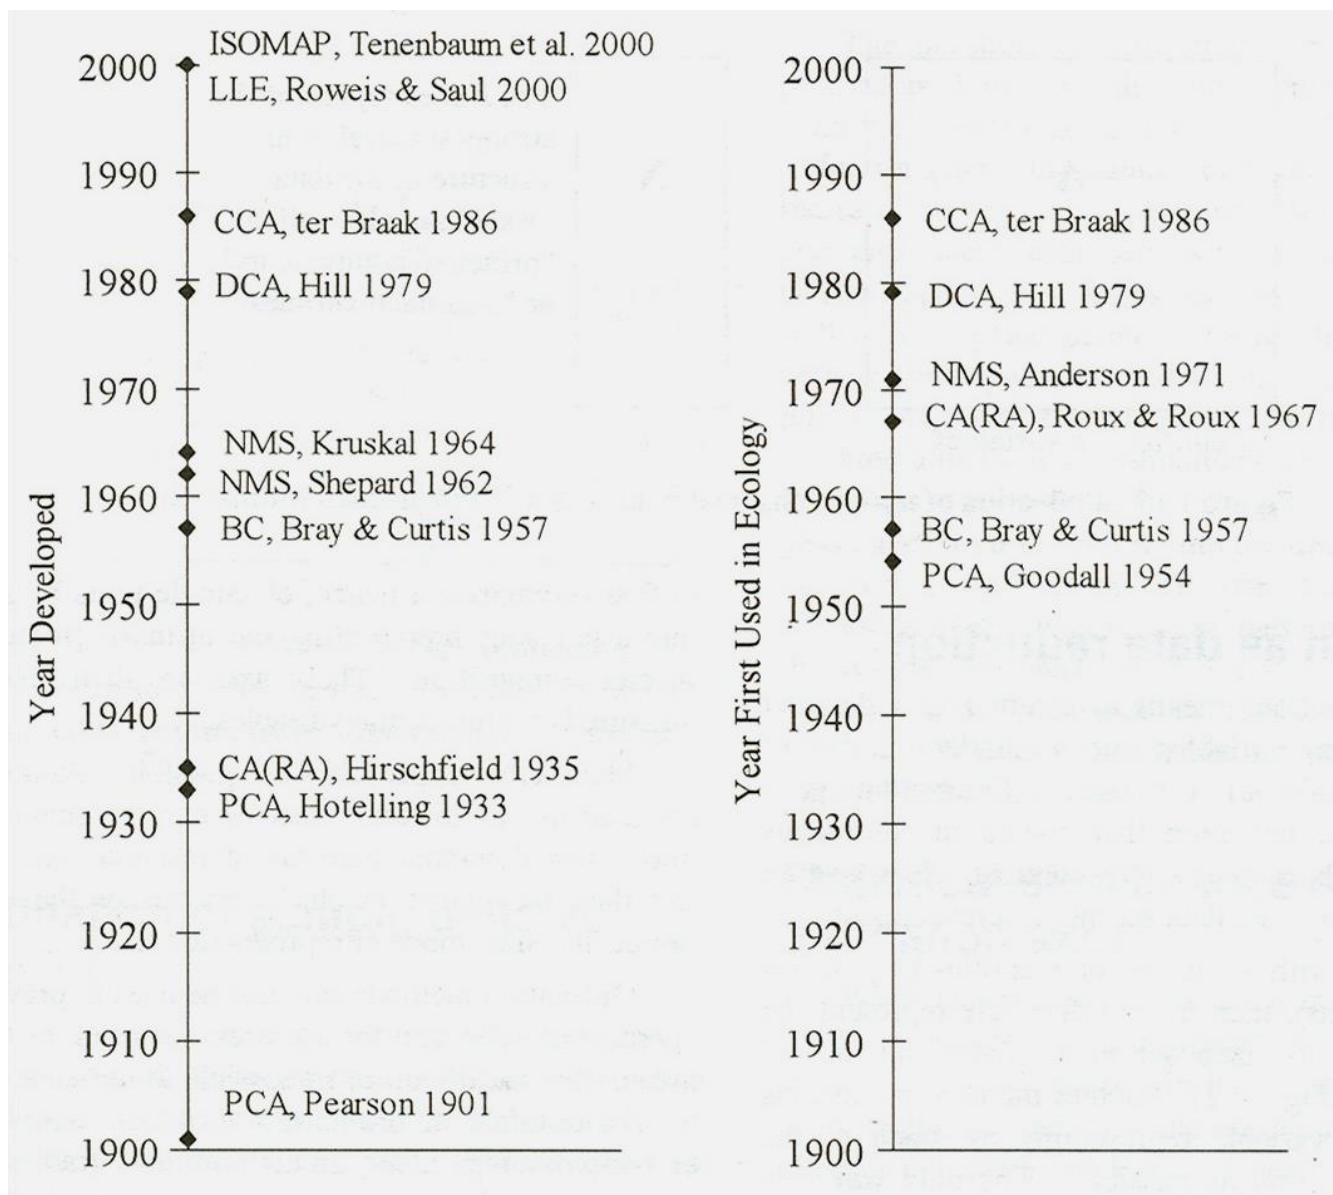 ISOMAP, Tenenbaum et al. 2000
2000
LLE, Roweis & Saul 2000
1990
CCA, ter Braak 1986
1980
DCA, Hill 1979
1970
NMS, Kruskal 1964
NMS, Shepard 1962
1960
BC, Bray & Curtis 1957
1950
1940
CA(RA), Hirschfield 1935
PCA, Hotelling 1933
1930
1920
1910
PCA, Pearson 1901
1900
Year Developed
2000
1990
CCA, ter Braak 1986
1980
DCA, Hill 1979
NMS, Anderson 1971
1970
CA(RA), Roux & Roux 1967
1960
BC, Bray & Curtis 1957
PCA, Goodall 1954
1950
1940
1930
1920
1910
1900
Year First Used in Ecology